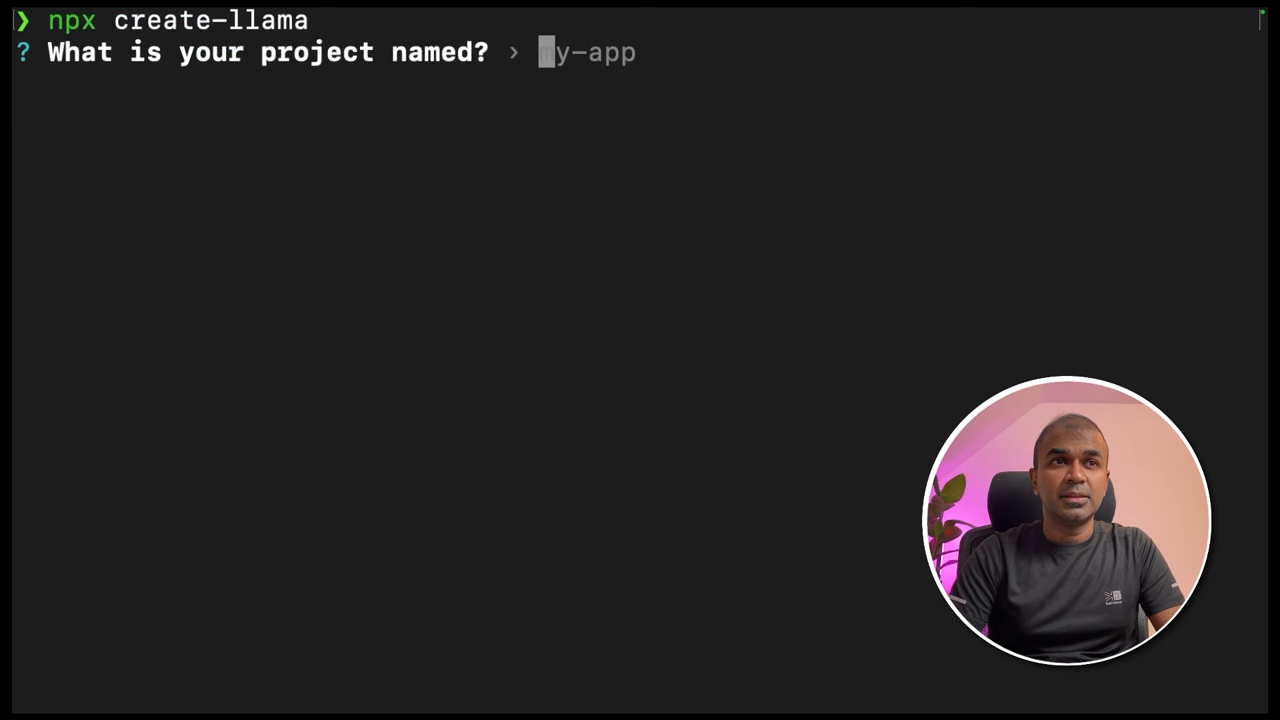 ❯ npx create-llama
? What is your project named? › my-app